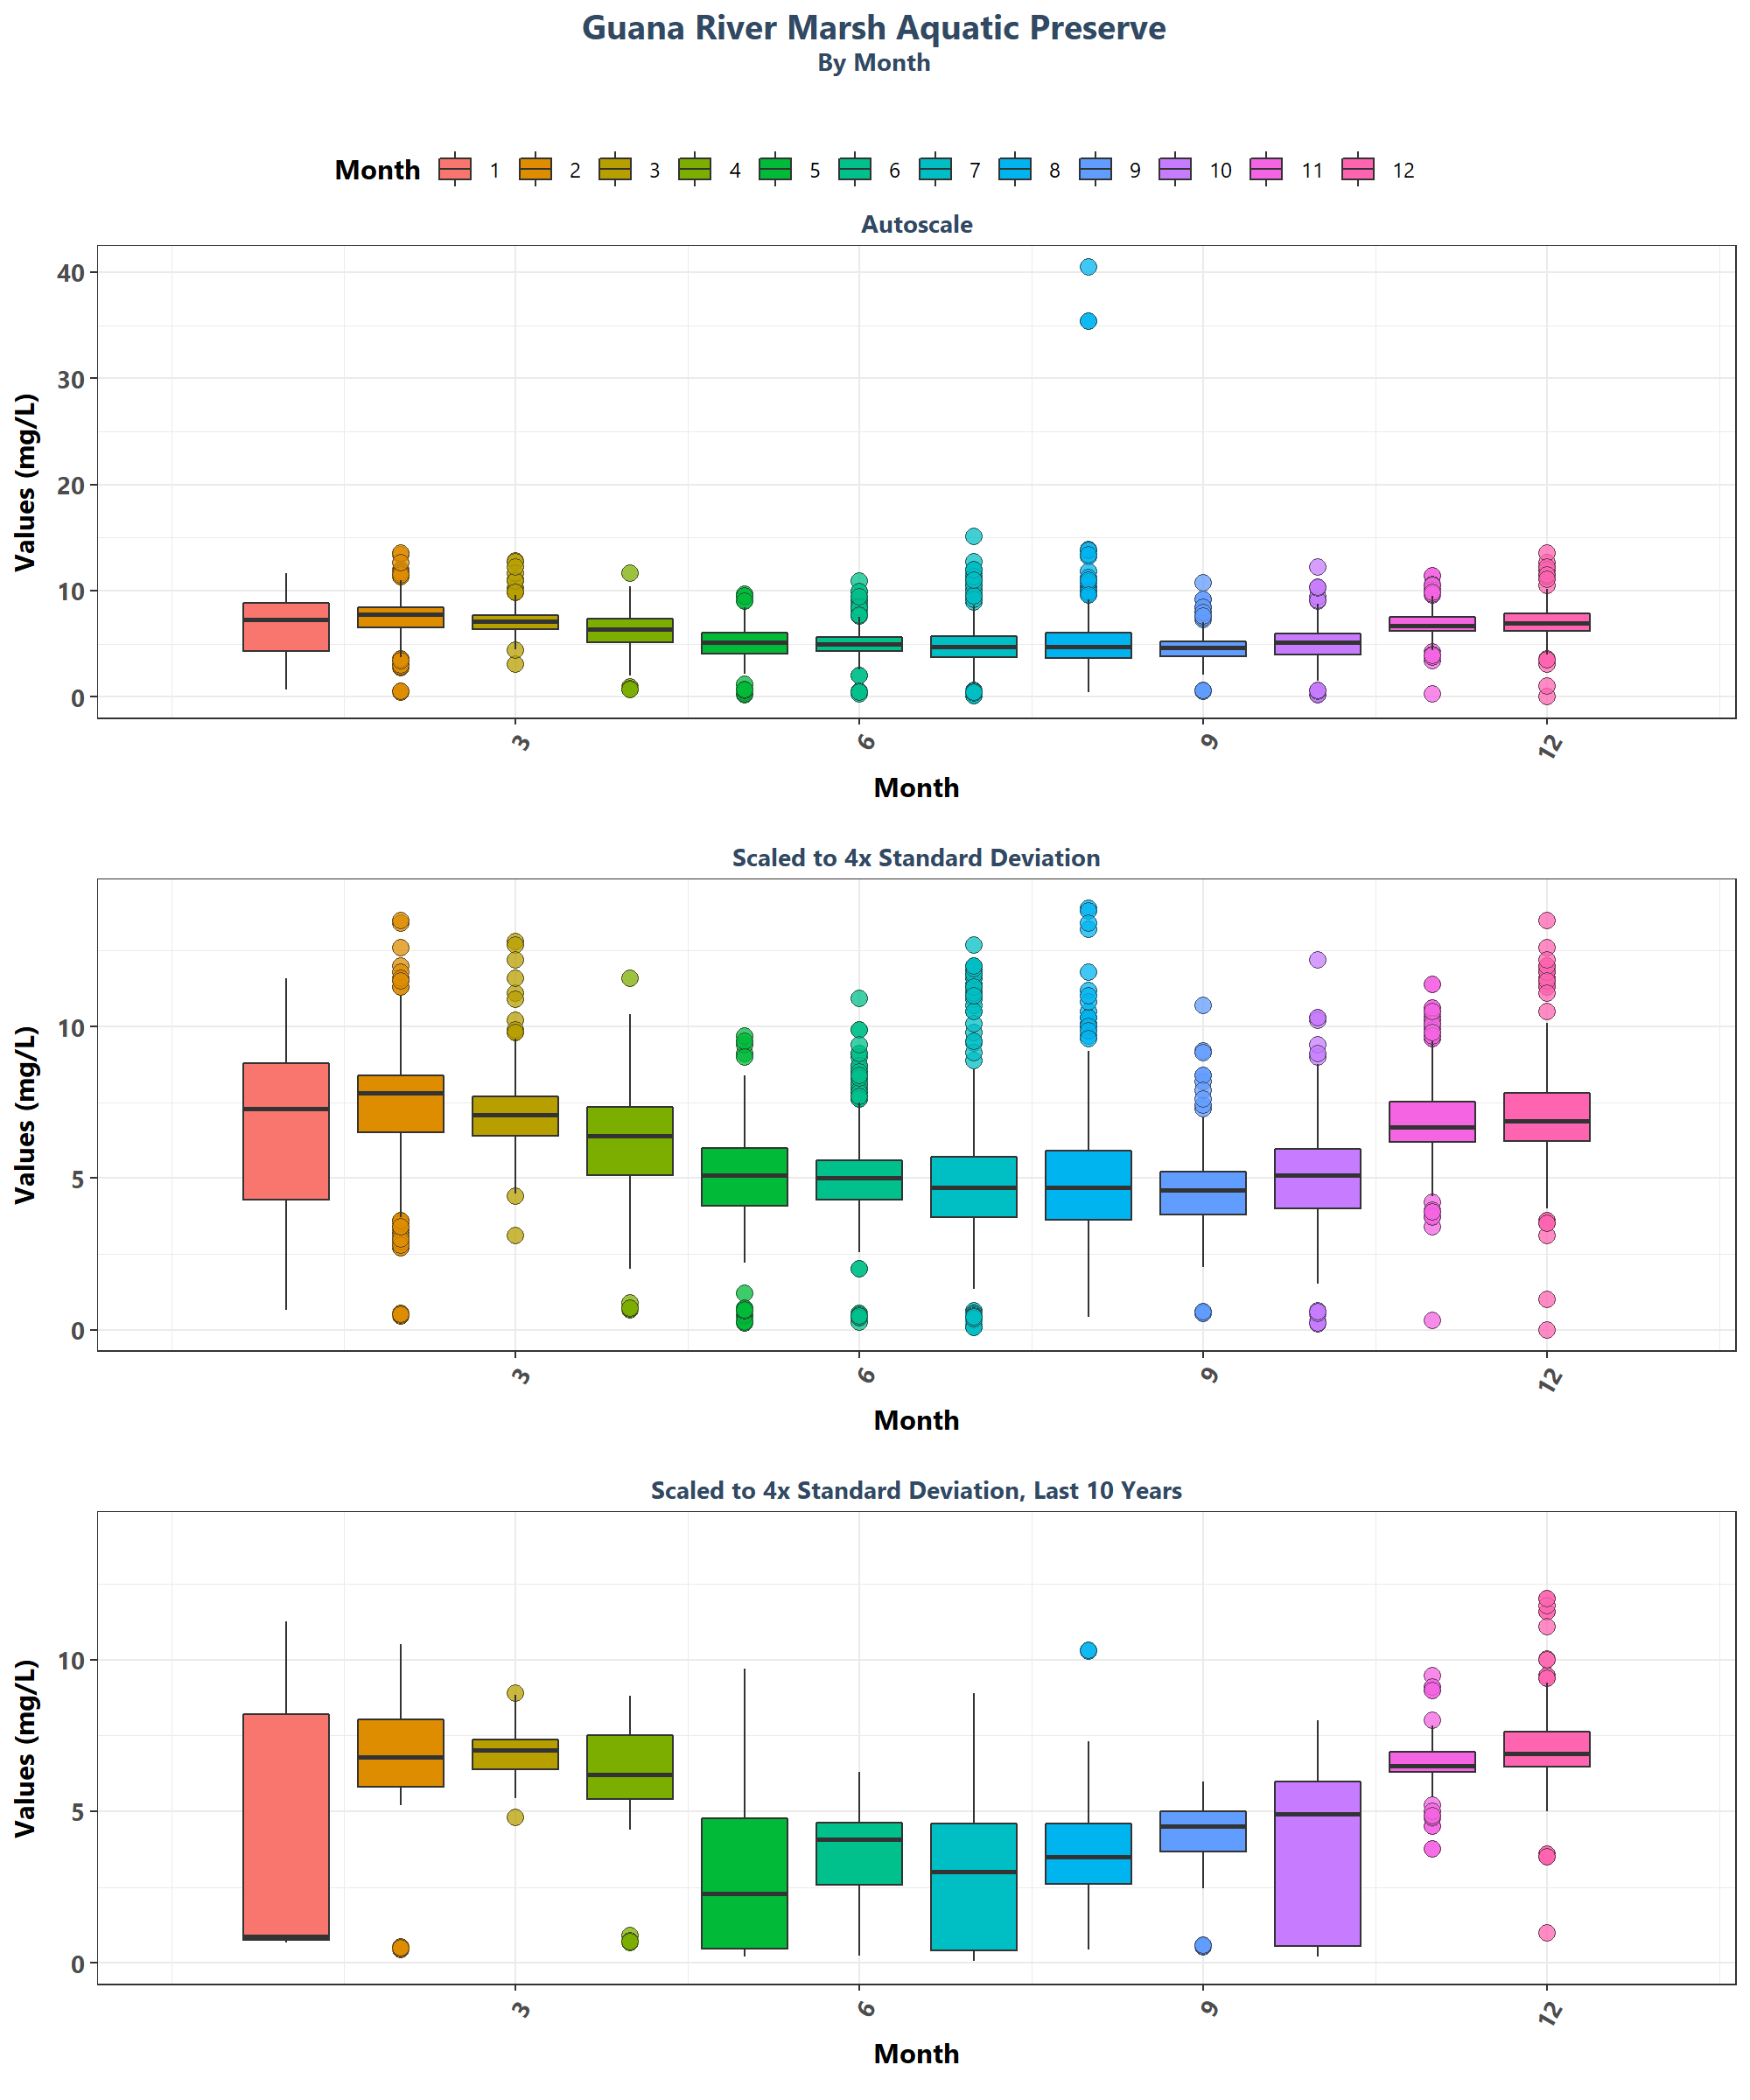 Guana River Marsh Aquatic Preserve
By Month
Month 1 2 3 4 5 6 7 8 9 10 11 12
Autoscale
Values (mg/L)
40
30
20
10
0
3 6 9 12
Month
Scaled to 4x Standard Deviation
Values (mg/L)
10
5
0
3 6 9 12
Month
Scaled to 4x Standard Deviation, Last 10 Years
Values (mg/L)
10
5
0
3 6 9 12
Month